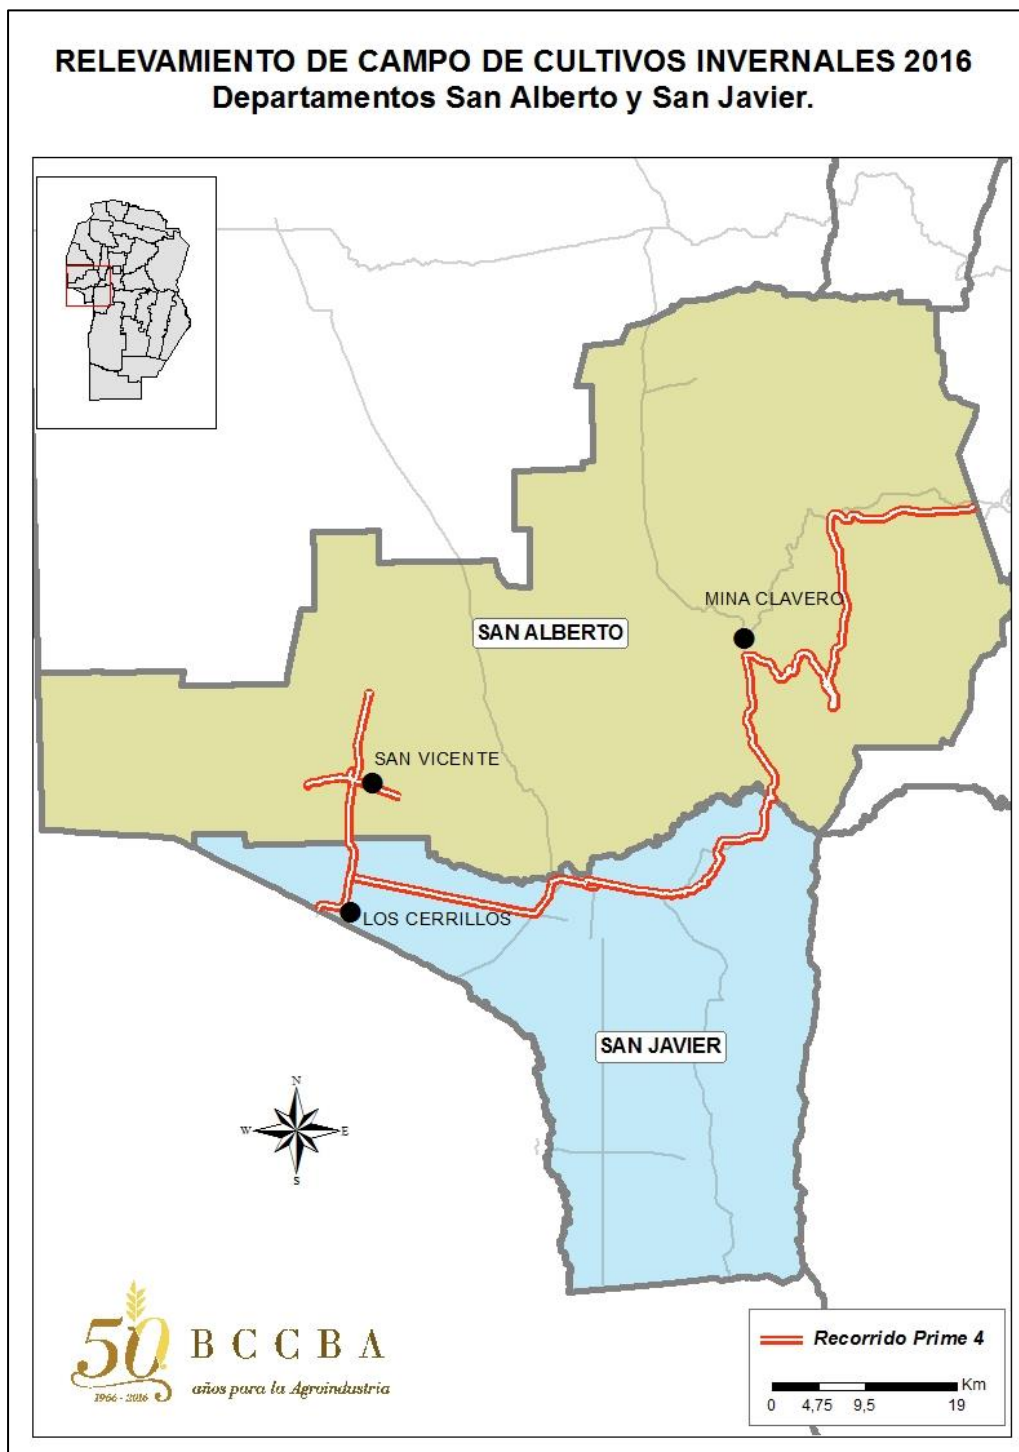 RELEVAMIENTO DE CAMPO DE CULTIVOS INVERNALES 2016
Departamentos San Alberto y San Javier.
MINA CLAVERO
SAN ALBERTO
SAN VICENTE
LOS CERRILLOS
SAN JAVIER
N
W
E
S
50 BCCBA
1966 - 2016
años para la Agroindustria
Recorrido Prime 4
Km
0 4,75 9,5 19